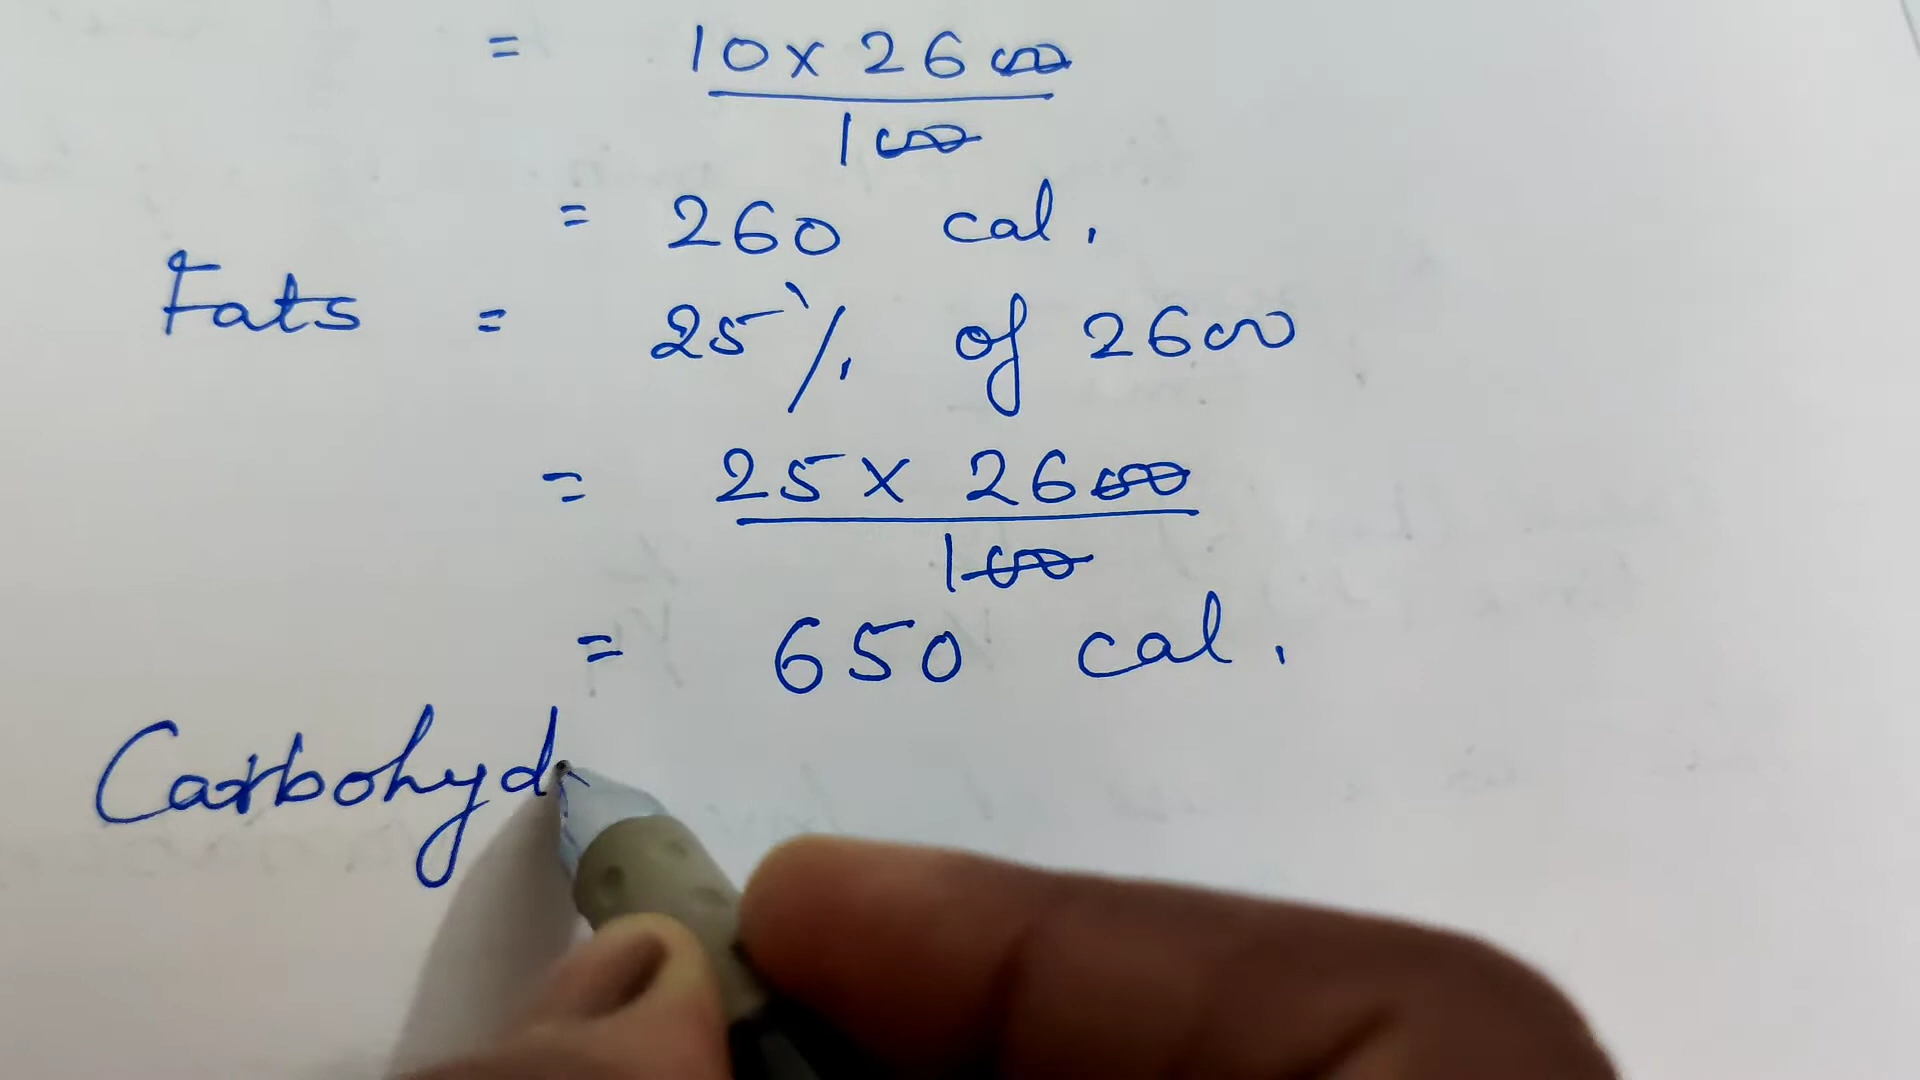 = 10 x 2600
100
= 260 cal.
Fats = 25% of 2600
= 25 x 2600
100
= 650 cal.
Carbohyd